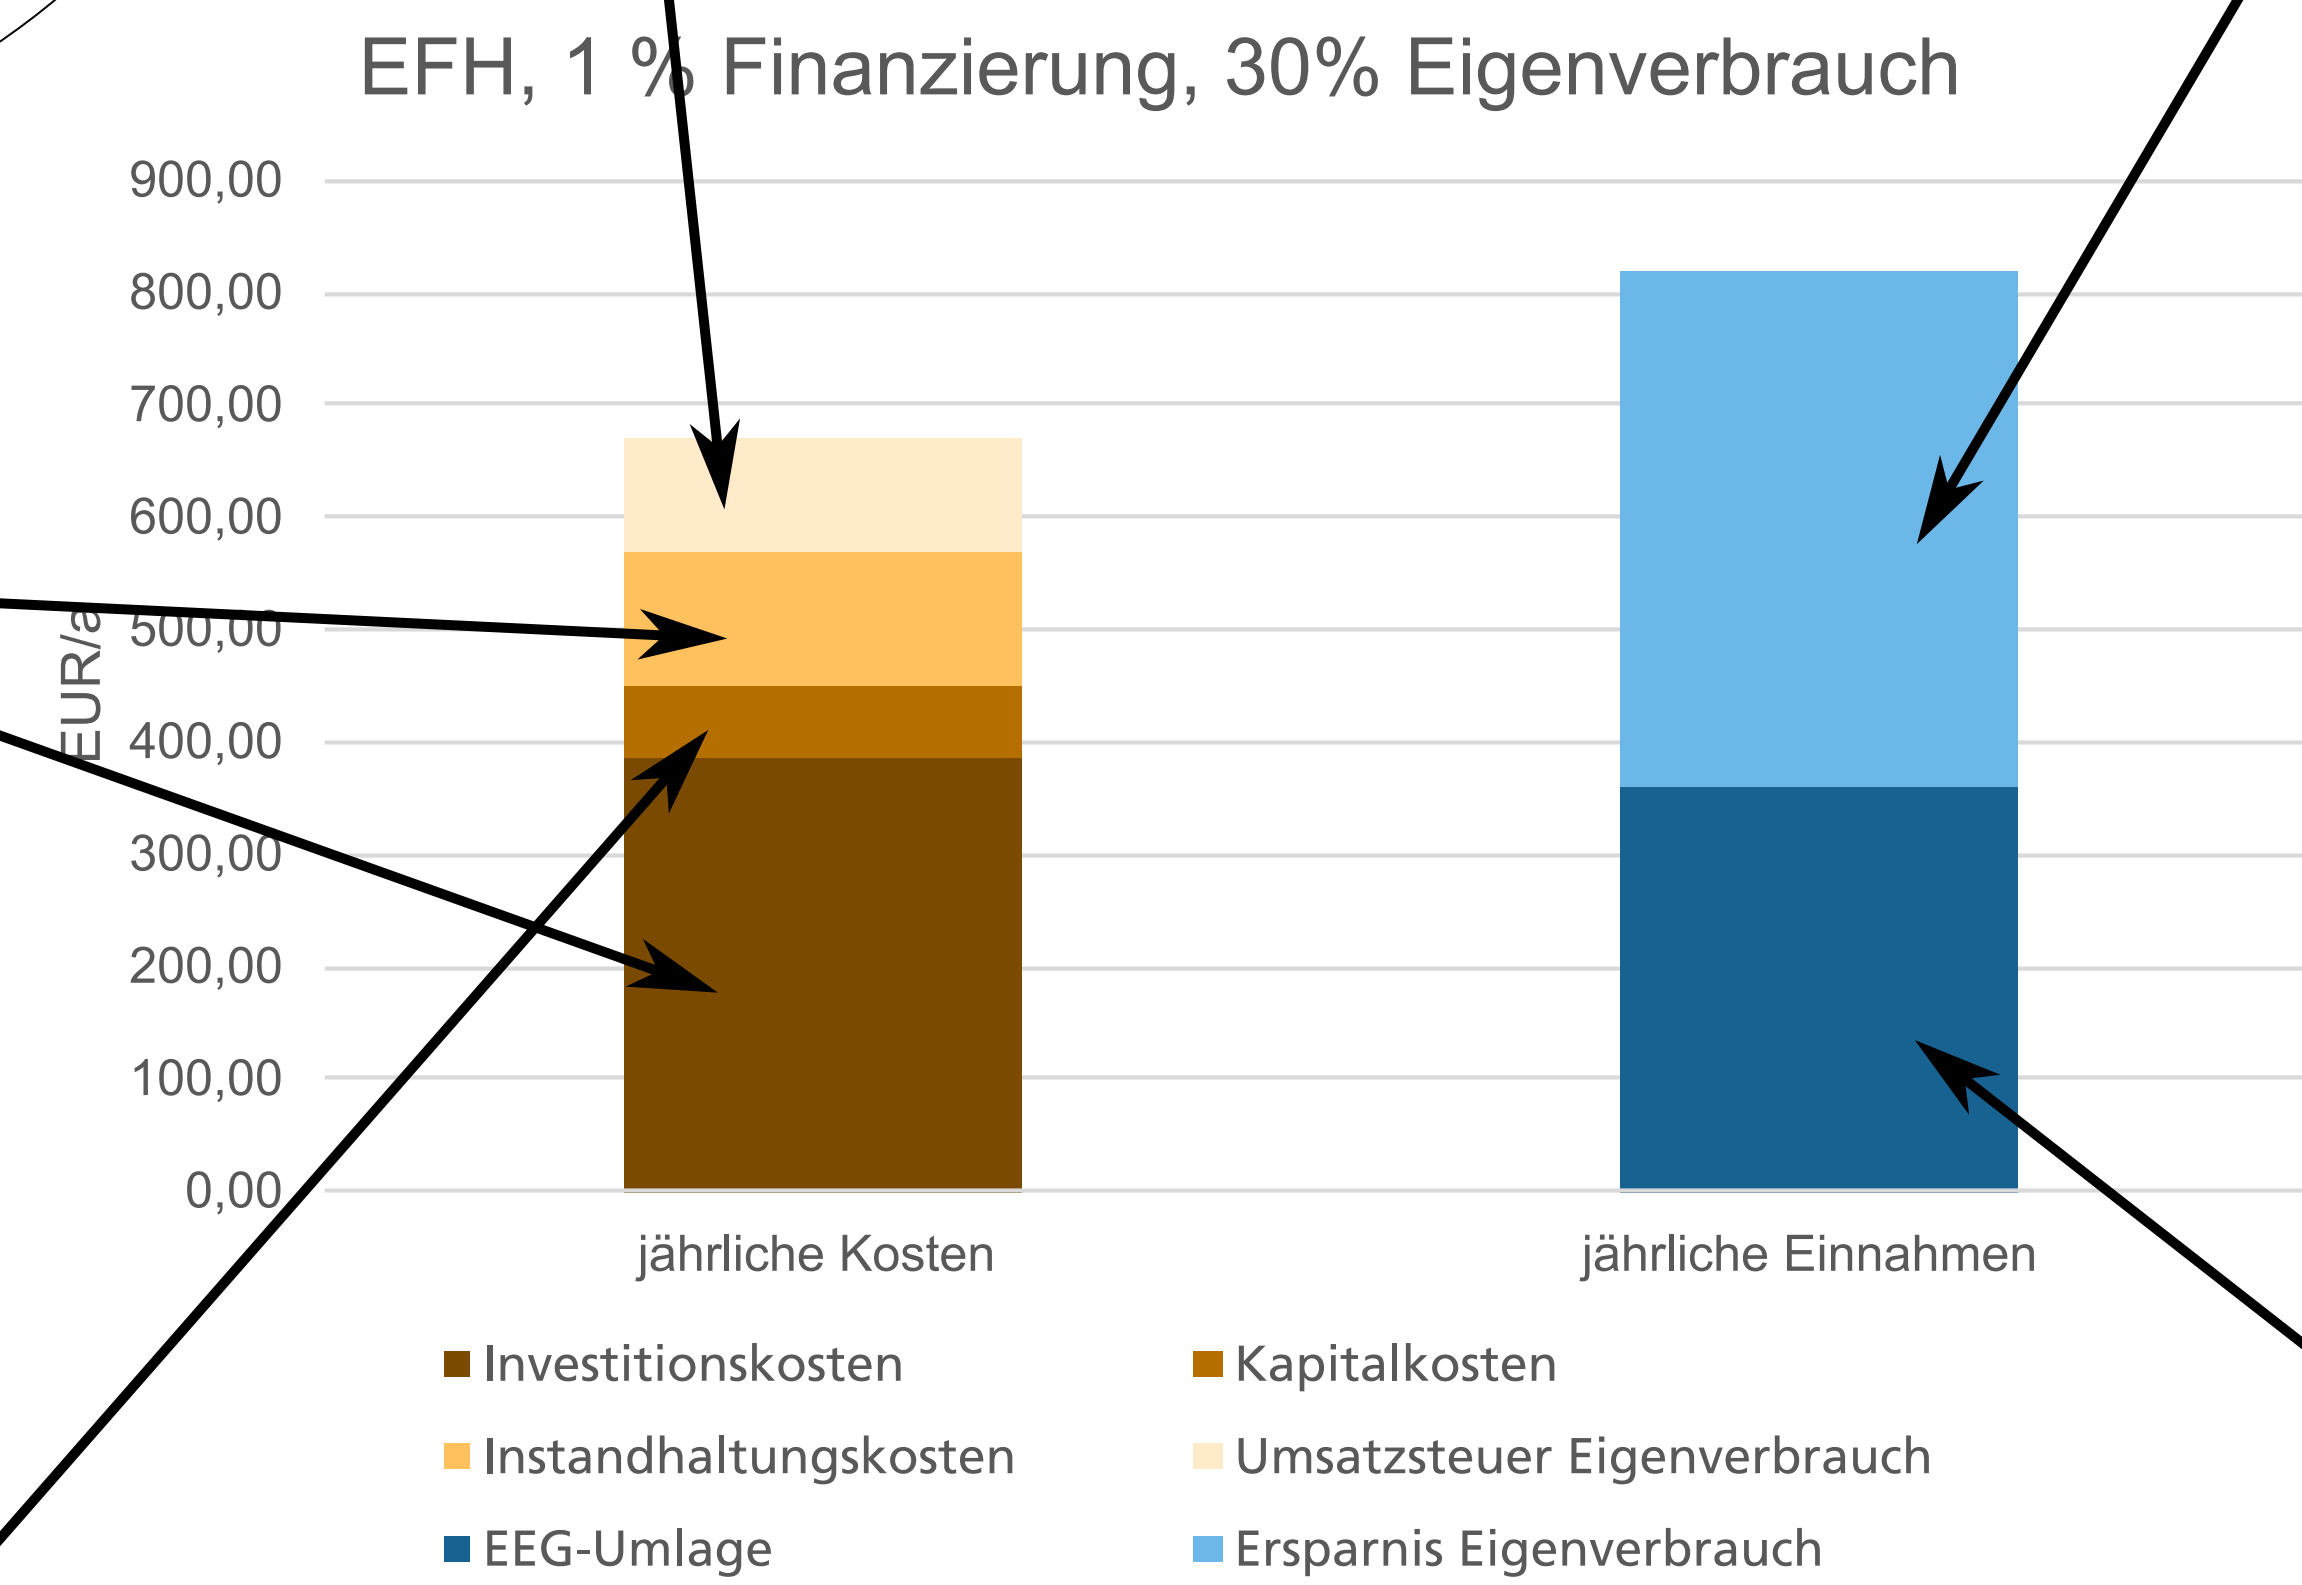 EFH, 1 % Finanzierung, 30% Eigenverbrauch
900,00
800,00
700,00
600,00
500,00
400,00
300,00
200,00
100,00
0,00
EUR/a
jährliche Kosten
jährliche Einnahmen
Investitionskosten
Kapitalkosten
Instandhaltungskosten
Umsatzsteuer Eigenverbrauch
EEG-Umlage
Ersparnis Eigenverbrauch